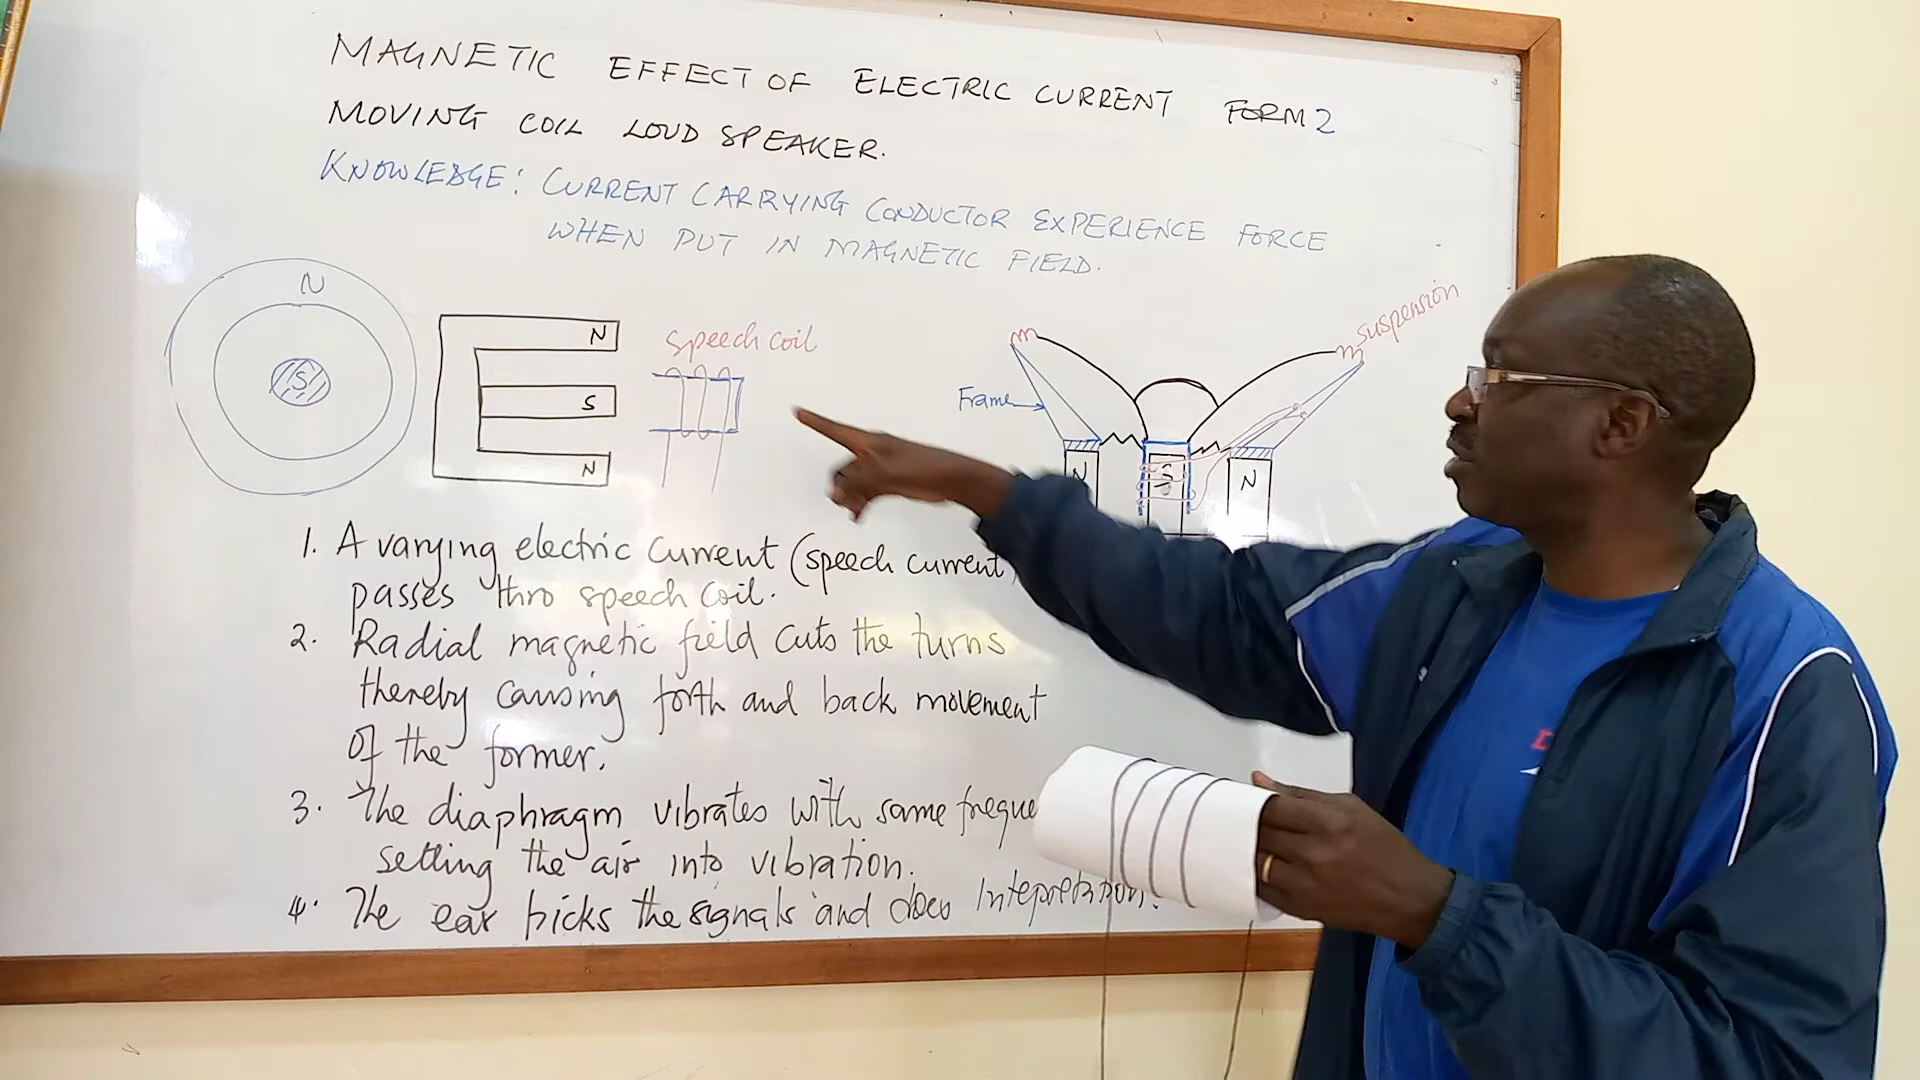 MAGNETIC EFFECT OF ELECTRIC CURRENT FORM 2
MOVING COIL LOUD SPEAKER.
KNOWLEDGE: CURRENT CARRYING CONDUCTOR EXPERIENCE FORCE
WHEN PUT IN MAGNETIC FIELD.
N
S
N
S
N
speech coil
suspension
Frame
N
S
N
1. A varying electric current (speech current)
passes thro speech coil.
2. Radial magnetic field cuts the turns
thereby causing forth and back movement
of the former.
3. The diaphragm vibrates with same freque
setting the air into vibration.
4. The ear picks the signals and does Intepretation.